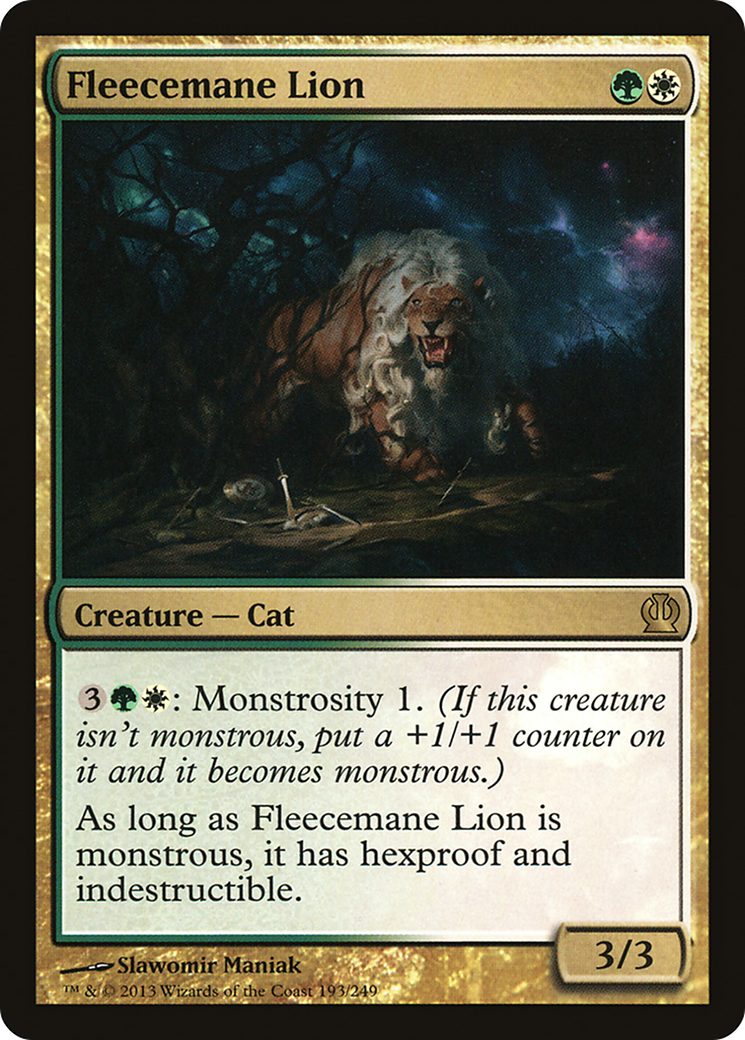 Fleecemane Lion
Creature — Cat
3: Monstrosity 1. (If this creature
isn't monstrous, put a +1/+1 counter on
it and it becomes monstrous.)
As long as Fleecemane Lion is
monstrous, it has hexproof and
indestructible.
3/3
Slawomir Maniak
™ & © 2013 Wizards of the Coast 193/249